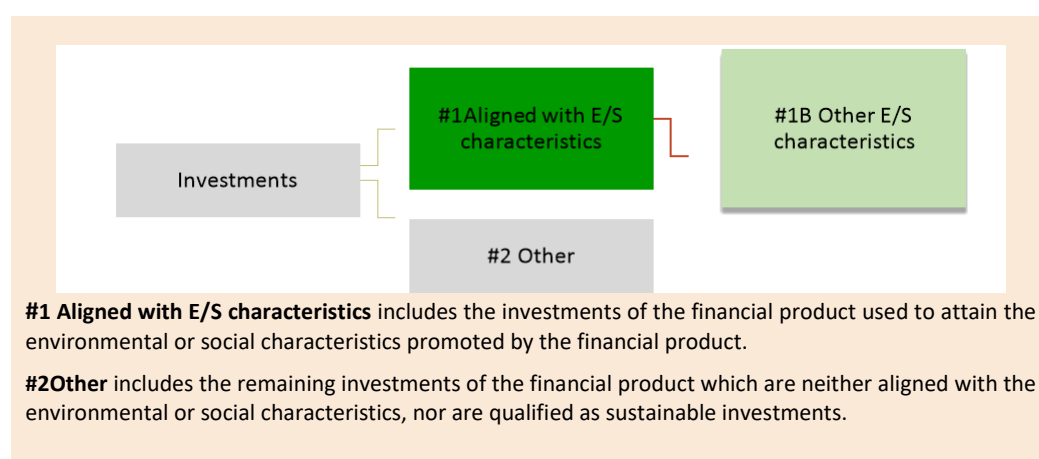 #1Aligned with E/S
characteristics
#1B Other E/S
characteristics
Investments
#2 Other
#1 Aligned with E/S characteristics includes the investments of the financial product used to attain the
environmental or social characteristics promoted by the financial product.
#2Other includes the remaining investments of the financial product which are neither aligned with the
environmental or social characteristics, nor are qualified as sustainable investments.